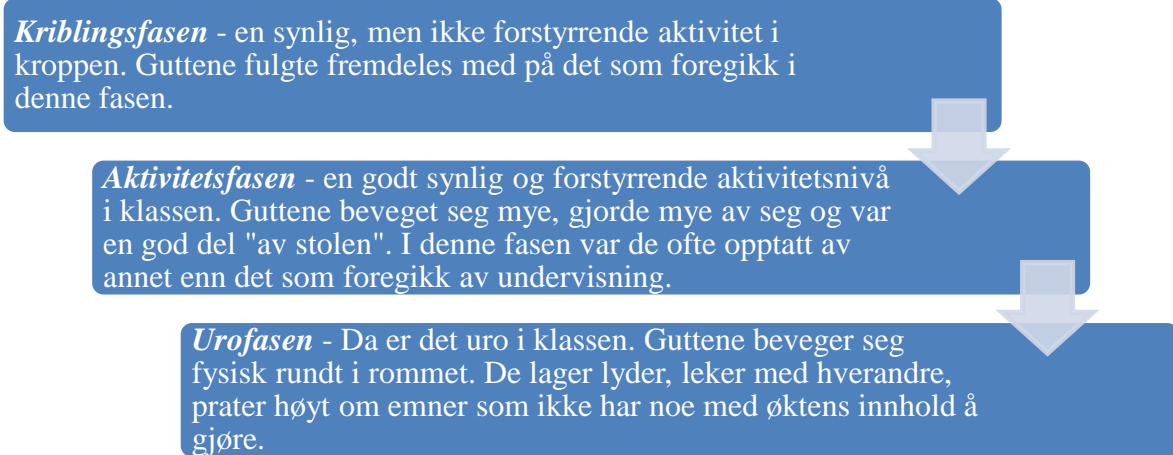 Kriblingsfasen - en synlig, men ikke forstyrrende aktivitet i
kroppen. Guttene fulgte fremdeles med på det som foregikk i
denne fasen.
Aktivitetsfasen - en godt synlig og forstyrrende aktivitetsnivå
i klassen. Guttene beveget seg mye, gjorde mye av seg og var
en god del "av stolen". I denne fasen var de ofte opptatt av
annet enn det som foregikk av undervisning.
Urofasen - Da er det uro i klassen. Guttene beveger seg
fysisk rundt i rommet. De lager lyder, leker med hverandre,
prater høyt om emner som ikke har noe med øktens innhold å
gjøre.